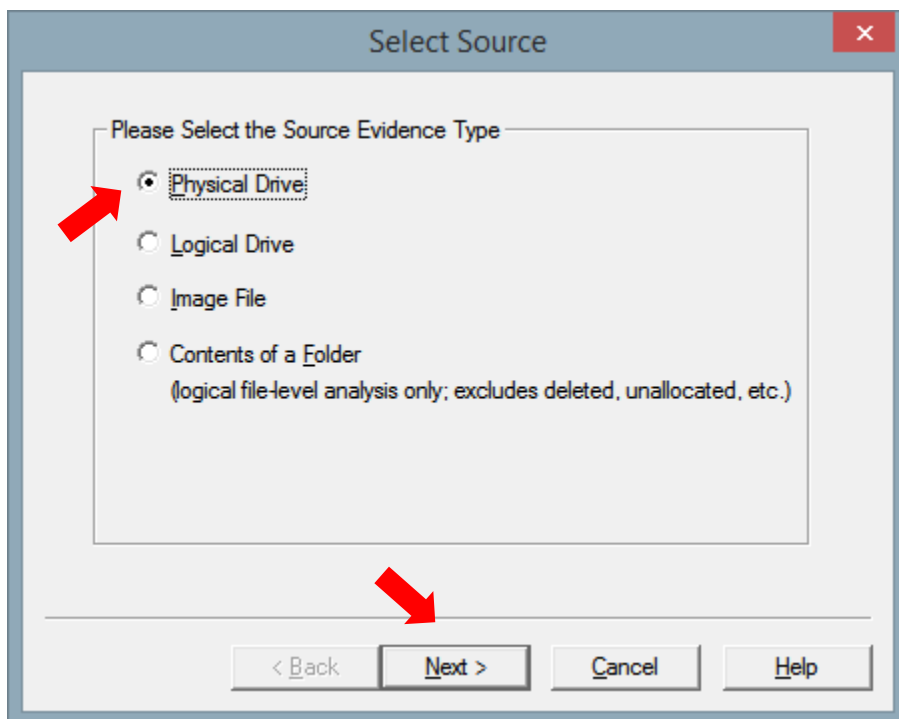 Select Source
Please Select the Source Evidence Type
Physical Drive
Logical Drive
Image File
Contents of a Folder
(logical file-level analysis only; excludes deleted, unallocated, etc.)
< Back Next > Cancel Help